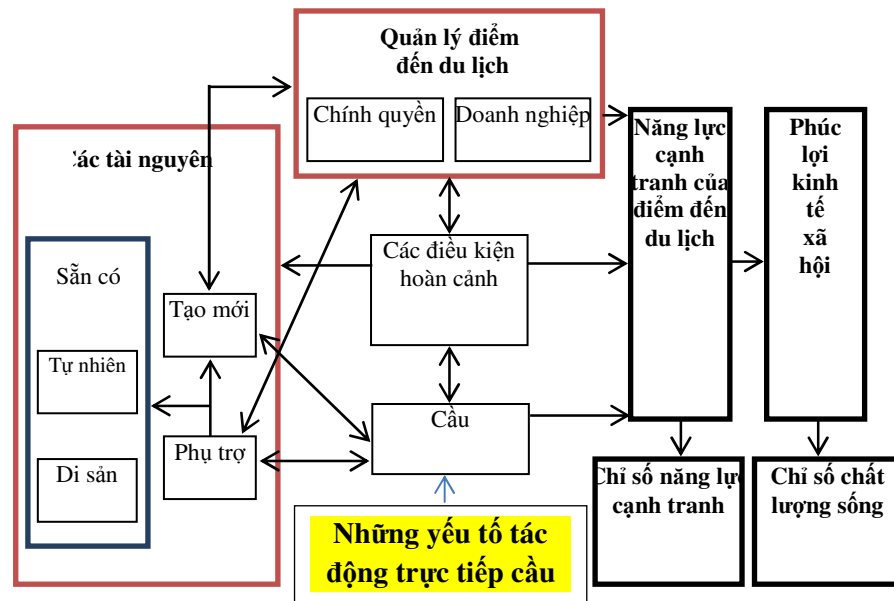 Quản lý điểm
đến du lịch
Chính quyền
Doanh nghiệp
Các tài nguyên
Sẵn có
Tự nhiên
Di sản
Tạo mới
Phụ trợ
Các điều kiện
hoàn cảnh
Cầu
Những yếu tố tác
động trực tiếp cầu
Năng lực
cạnh
tranh của
điểm đến
du lịch
Phúc
lợi
kinh
tế
xã
hội
Chỉ số năng lực
cạnh tranh
Chỉ số chất
lượng sống